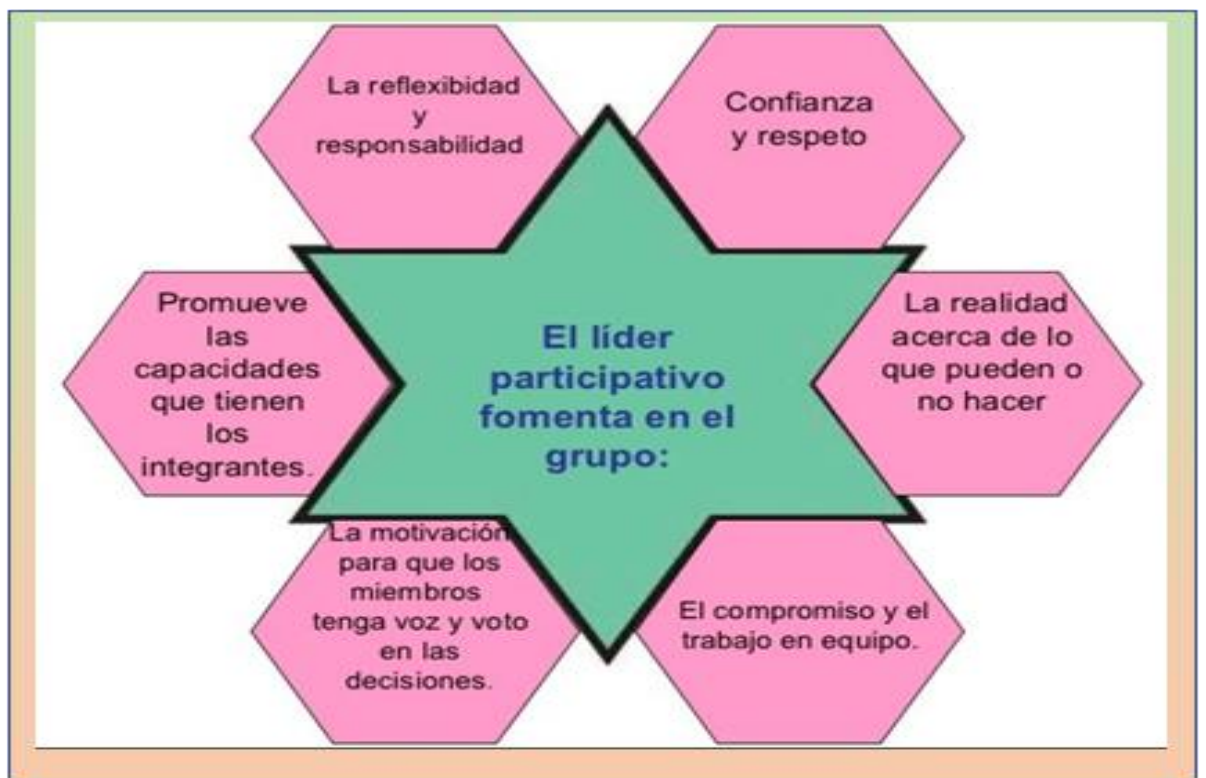 La reflexibidad
y
responsabilidad
Confianza
y respeto
Promueve
las
capacidades
que tienen
los
integrantes.
El líder
participativo
fomenta en el
grupo:
La realidad
acerca de lo
que pueden o
no hacer
La motivación
para que los
miembros
tenga voz y voto
en las
decisiones.
El compromiso y el
trabajo en equipo.